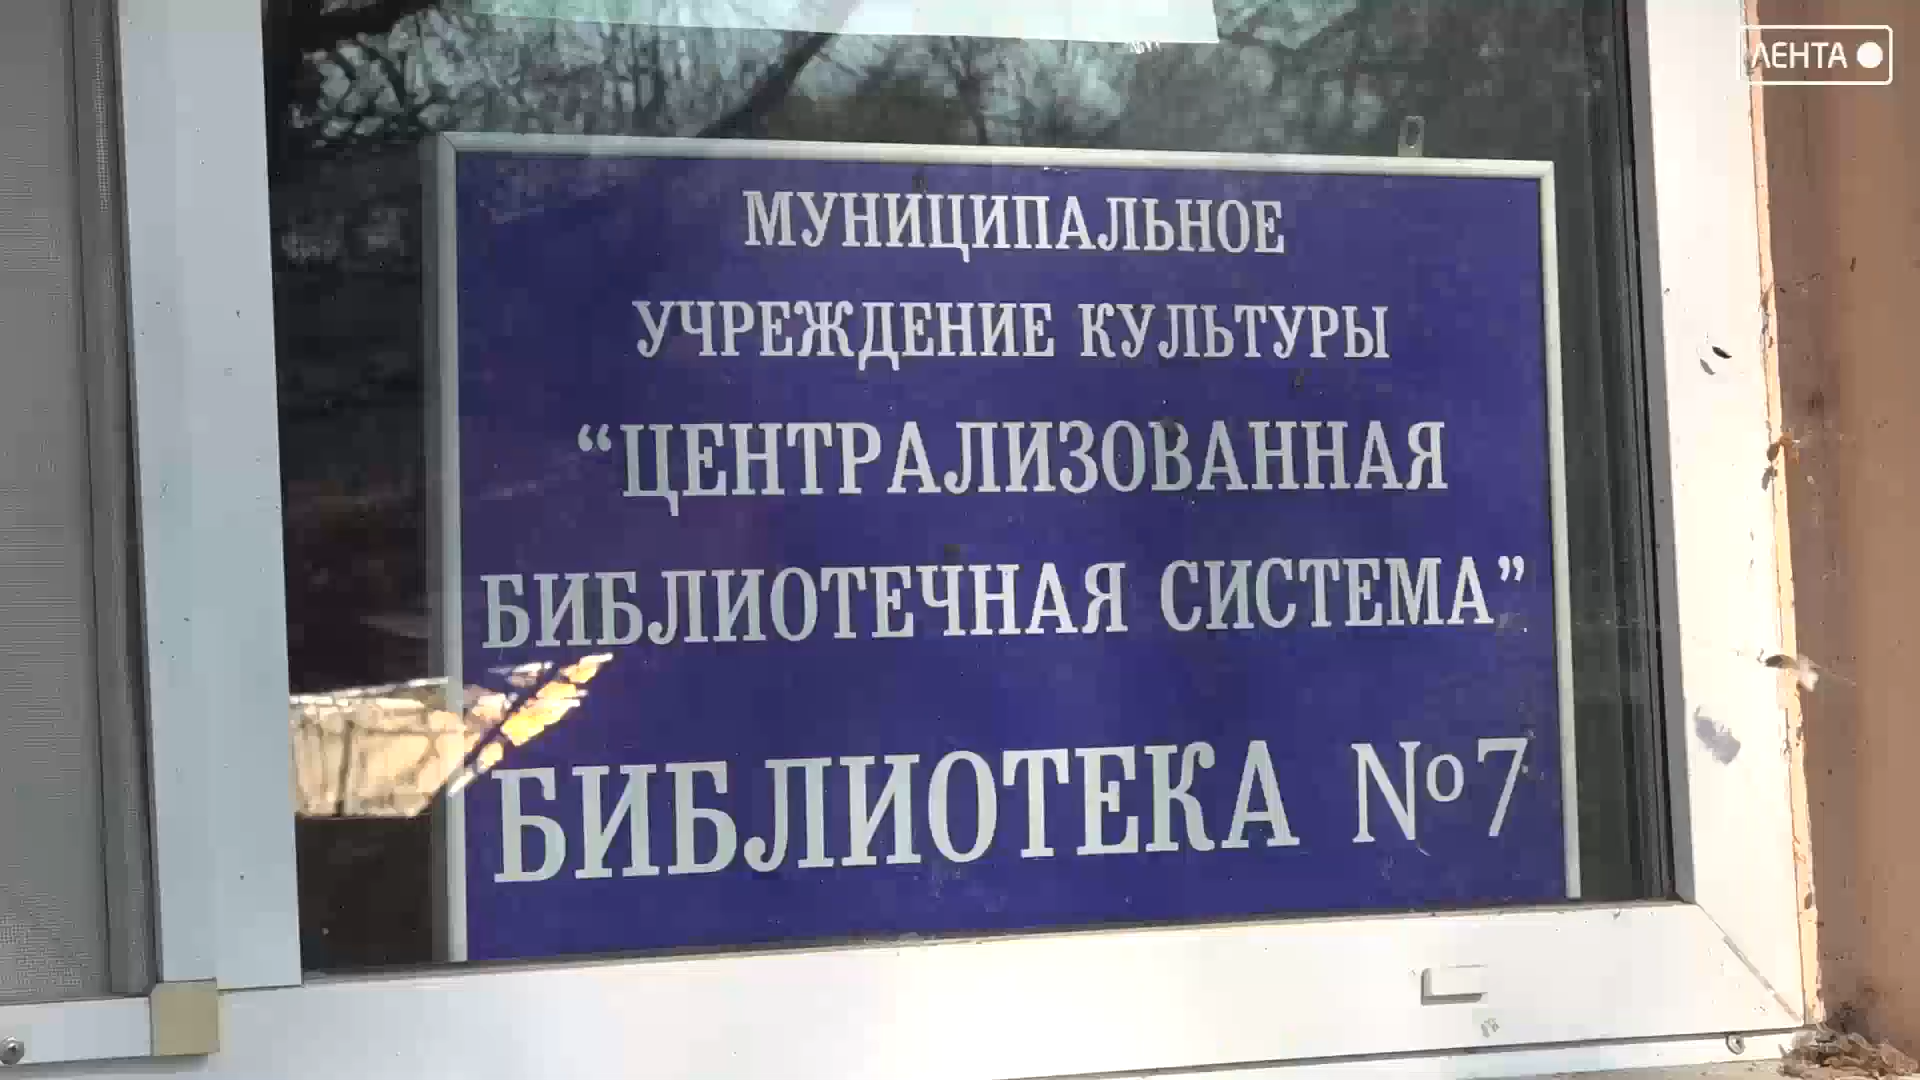 ЛЕНТА
МУНИЦИПАЛЬНОЕ
УЧРЕЖДЕНИЕ КУЛЬТУРЫ
“ЦЕНТРАЛИЗОВАННАЯ
БИБЛИОТЕЧНАЯ СИСТЕМА”
БИБЛИОТЕКА №7